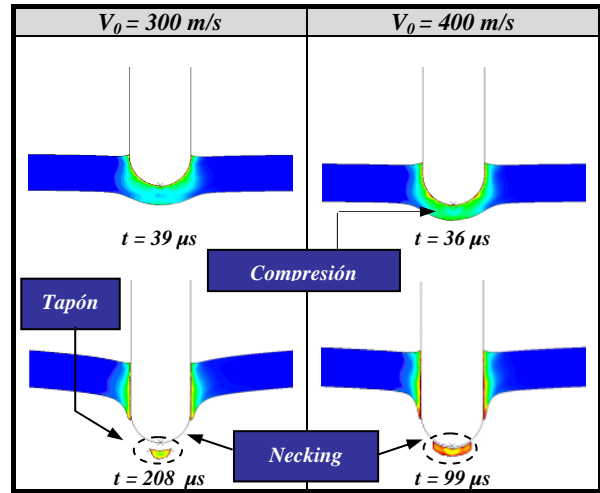 V0 = 300 m/s
V0 = 400 m/s
t = 39 μs
t = 36 μs
Compresión
Tapón
Necking
t = 208 μs
t = 99 μs